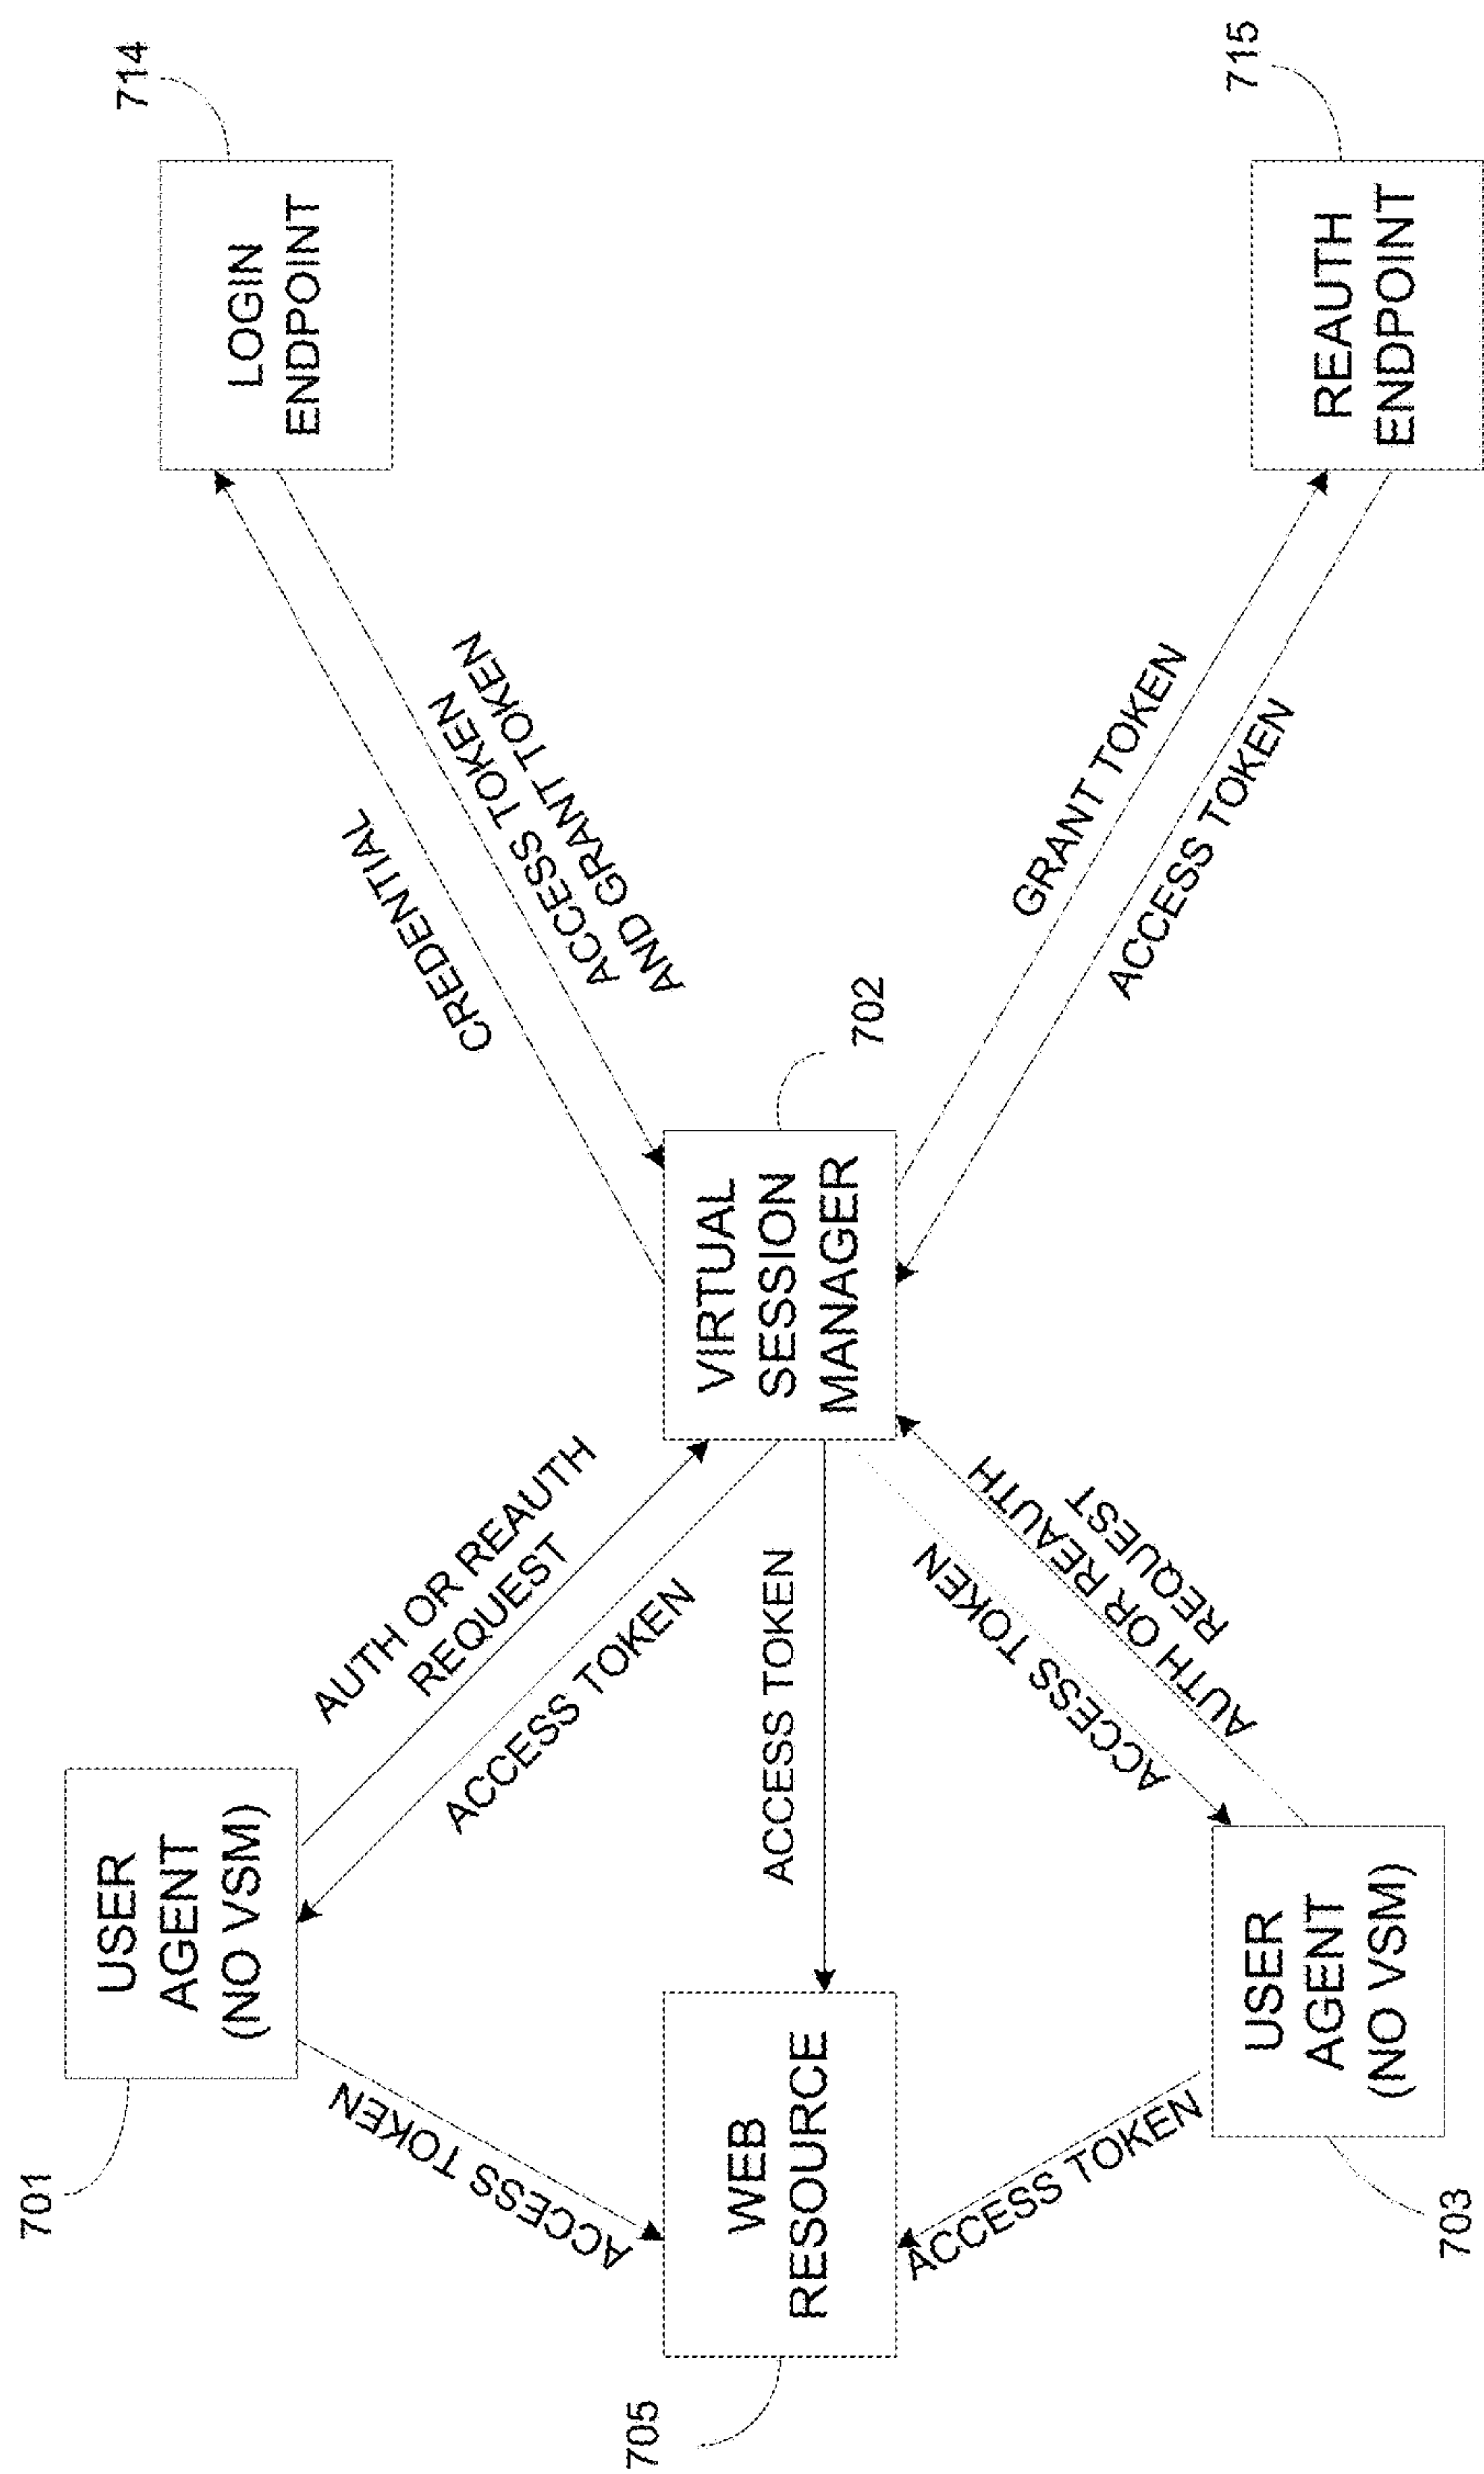 701
USER
AGENT
(NO VSM)
AUTH OR REAUTH
REQUEST
ACCESS TOKEN
ACCESS TOKEN
CREDENTIAL
ACCESS TOKEN
AND GRANT TOKEN
714
LOGIN
ENDPOINT
705
WEB
RESOURCE
ACCESS TOKEN
VIRTUAL
SESSION
MANAGER
702
703
USER
AGENT
(NO VSM)
ACCESS TOKEN
ACCESS TOKEN
AUTH OR REAUTH
REQUEST
GRANT TOKEN
ACCESS TOKEN
715
REAUTH
ENDPOINT